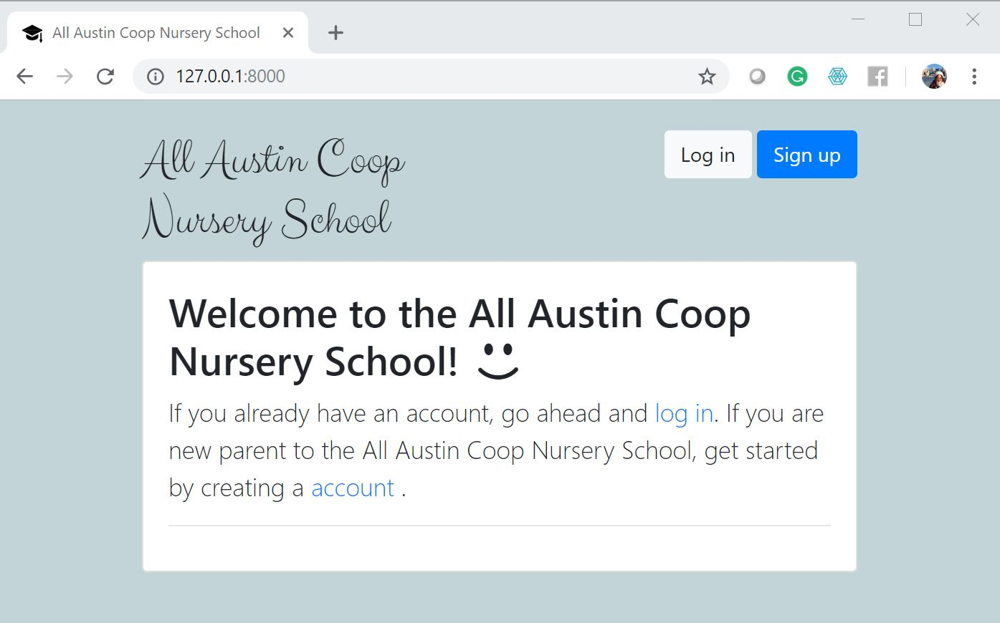 All Austin Coop Nursery School
127.0.0.1:8000
All Austin Coop
Nursery School
Log in
Sign up
Welcome to the All Austin Coop
Nursery School!
If you already have an account, go ahead and log in. If you are
new parent to the All Austin Coop Nursery School, get started
by creating a account .